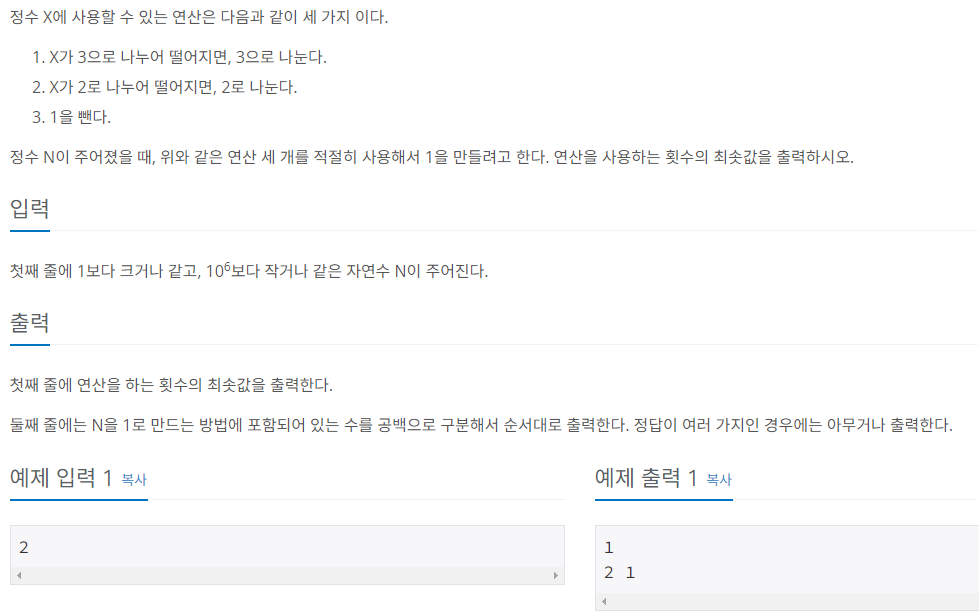 정수 X에 사용할 수 있는 연산은 다음과 같이 세 가지 이다.
1. X가 3으로 나누어 떨어지면, 3으로 나눈다.
2. X가 2로 나누어 떨어지면, 2로 나눈다.
3. 1을 뺀다.
정수 N이 주어졌을 때, 위와 같은 연산 세 개를 적절히 사용해서 1을 만들려고 한다. 연산을 사용하는 횟수의 최솟값을 출력하시오.
입력
첫째 줄에 1보다 크거나 같고, 10⁶보다 작거나 같은 자연수 N이 주어진다.
출력
첫째 줄에 연산을 하는 횟수의 최솟값을 출력한다.
둘째 줄에는 N을 1로 만드는 방법에 포함되어 있는 수를 공백으로 구분해서 순서대로 출력한다. 정답이 여러 가지인 경우에는 아무거나 출력한다.
예제 입력 1 복사
2
예제 출력 1 복사
1
2 1